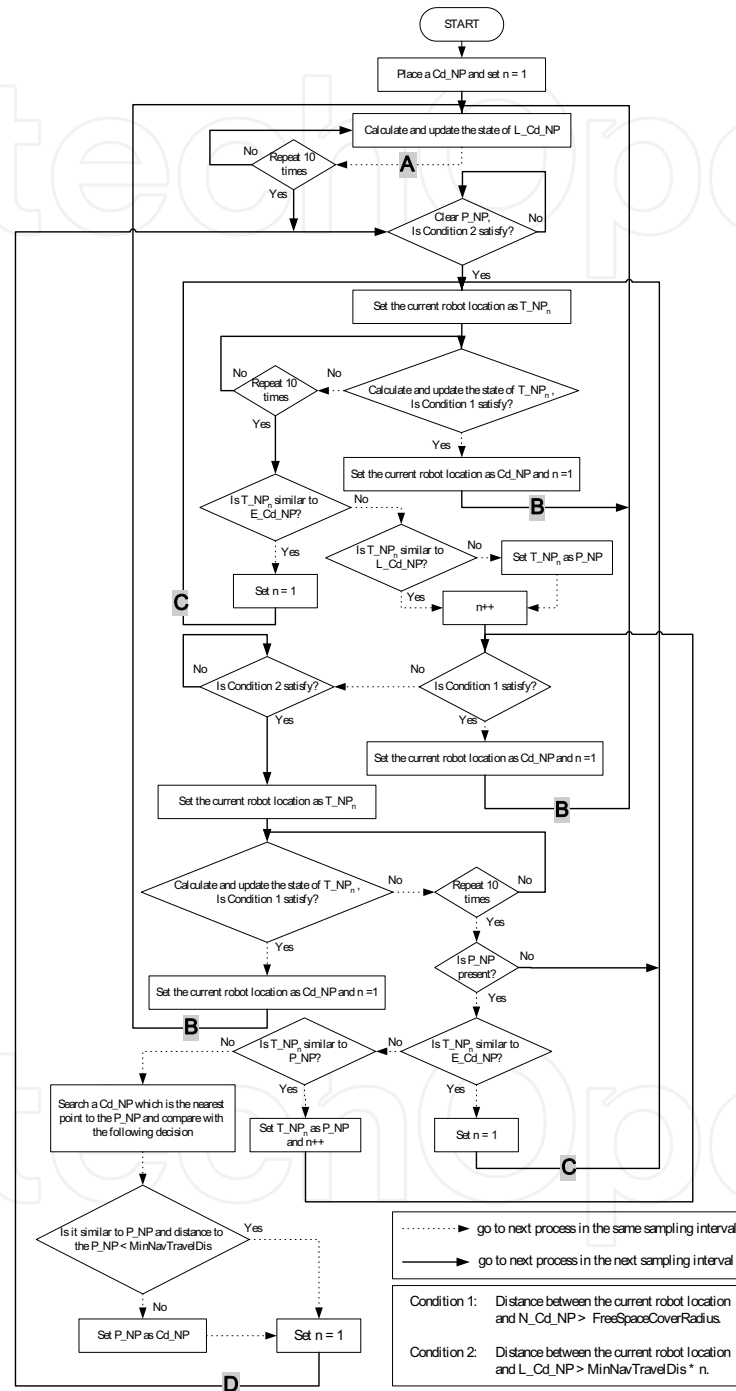 START
Place a Cd_NP and set n = 1
Calculate and update the state of L_Cd_NP
A
No
Repeat 10
times
Yes
Clear P_NP,
Is Condition 2 satisfy?
No
Yes
Set the current robot location as T_NPn
No
Repeat 10
times
No
Calculate and update the state of T_NPn ,
Is Condition 1 satisfy?
Yes
Yes
Set the current robot location as Cd_NP and n =1
B
Is T_NPn similar to
E_Cd_NP?
No
Yes
Is T_NPn similar to
L_Cd_NP?
No
Set T_NPn as P_NP
Yes
Set n = 1
C
n++
No
Is Condition 2 satisfy?
No
Is Condition 1 satisfy?
Yes
Yes
Set the current robot location as Cd_NP and n =1
B
Set the current robot location as T_NPn
Calculate and update the state of T_NPn ,
Is Condition 1 satisfy?
No
Repeat 10
times
No
Yes
Yes
Is P_NP
present?
No
Set the current robot location as Cd_NP and n =1
Yes
B
No
Is T_NPn similar to
P_NP?
No
Is T_NPn similar to
E_Cd_NP?
Yes
Yes
Search a Cd_NP which is the nearest
point to the P_NP and compare with
the following decision
Set T_NPn as P_NP
and n++
Set n = 1
C
Is it similar to P_NP and distance to
the P_NP < MinNavTravelDis
Yes
No
Set P_NP as Cd_NP
Set n = 1
D
go to next process in the same sampling interval
go to next process in the next sampling interval
Condition 1: Distance between the current robot location
and N_Cd_NP > FreeSpaceCoverRadius.
Condition 2: Distance between the current robot location
and L_Cd_NP > MinNavTravelDis * n.
techOpe
techOpe